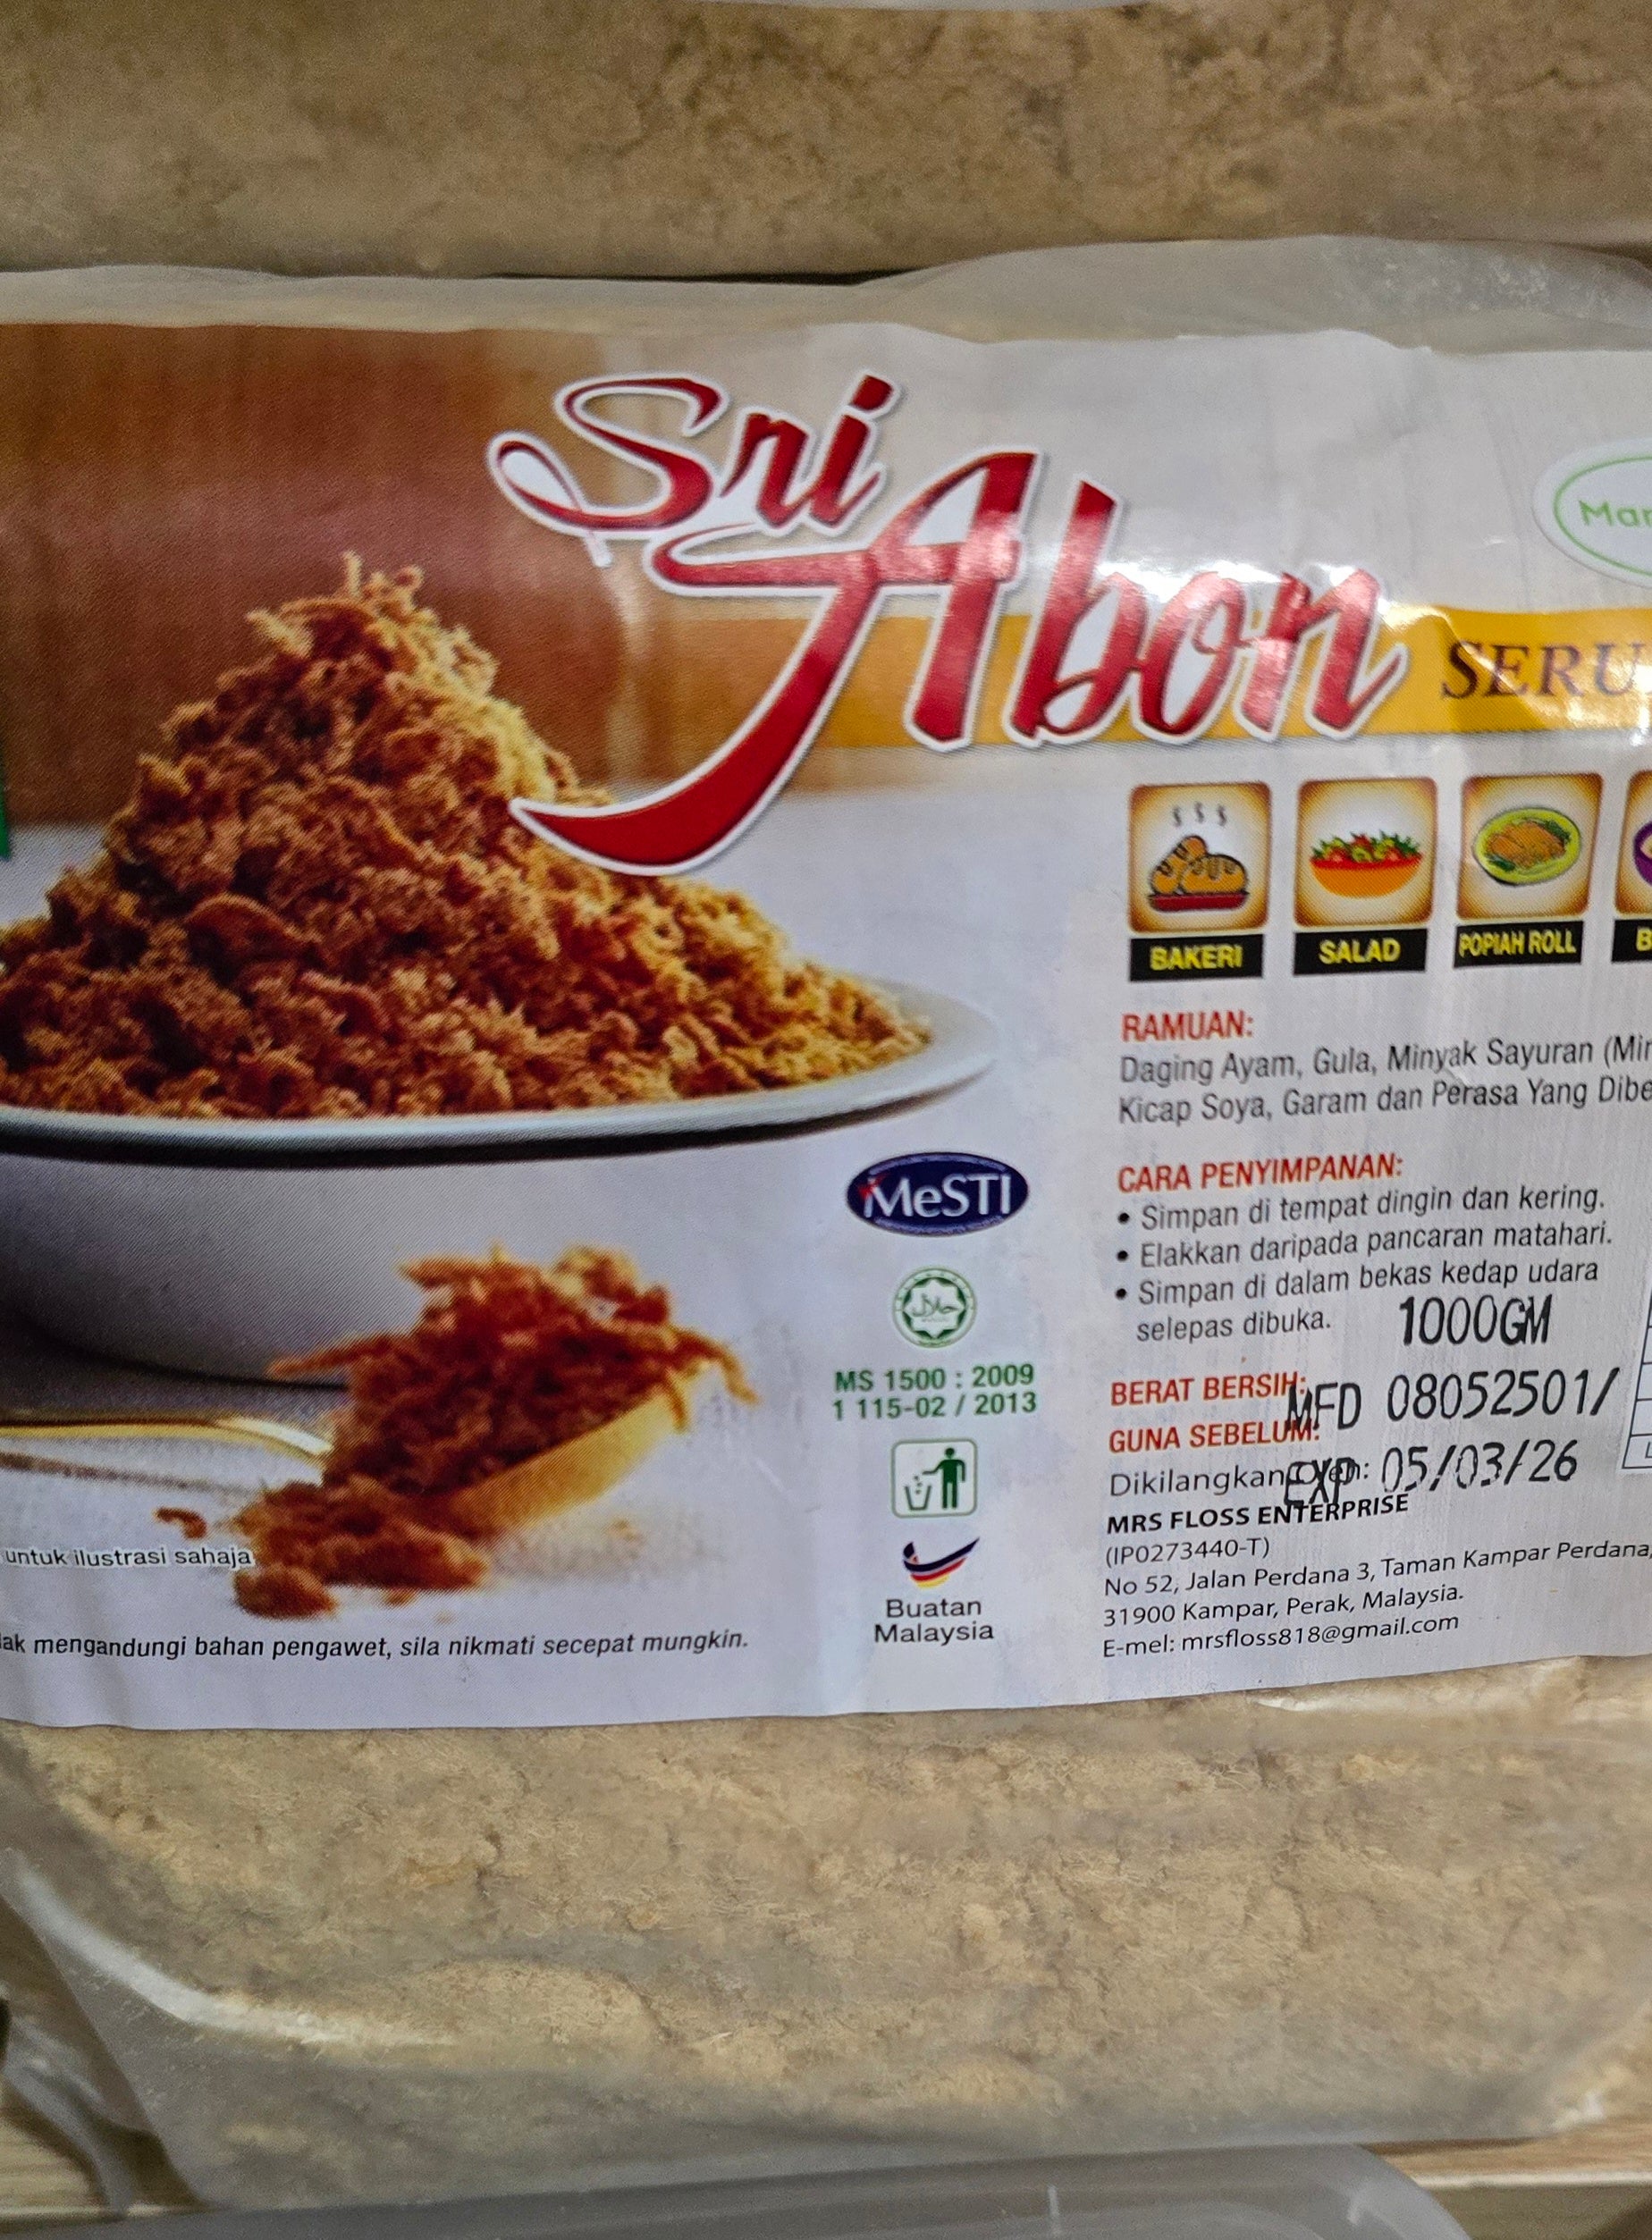 Sri
Abon
BAKERI
SALAD
POPIAH ROLL
RAMUAN:
Daging Ayam, Gula, Minyak Sayuran
Kicap Soya, Garam dan Perasa Yang
CARA PENYIMPANAN:
• Simpan di tempat dingin dan kering.
• Elakkan daripada pancaran matahari.
• Simpan di dalam bekas kedap udara
selepas dibuka.
1000GM
BERAT BERSIH:
MFD 08052501/
GUNA SEBELUM:
EXP 05/03/26
Dikilangkan Oleh:
MRS FLOSS ENTERPRISE
(IP0273440-T)
No 52, Jalan Perdana 3, Taman Kampar Perdana,
31900 Kampar, Perak, Malaysia.
E-mel: mrsfloss818@gmail.com
MeSTI
حلال
MS 1500 : 2009
1 115-02 / 2013
Buatan
Malaysia
untuk ilustrasi sahaja
mengandungi bahan pengawet, sila nikmati secepat mungkin.